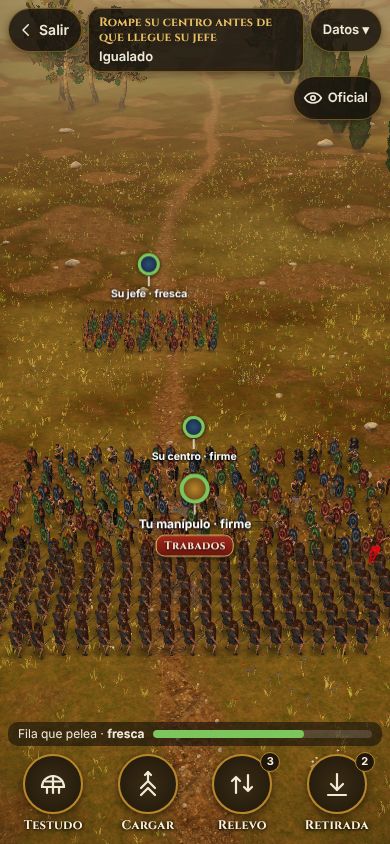 Salir
ROMPE SU CENTRO ANTES DE
QUE LLEGUE SU JEFE
Igualado
Datos ▾
Oficial
Su jefe · fresca
Su centro · firme
Tu manípulo · firme
TRABADOS
Fila que pelea · fresca
3
2
TESTUDO
CARGAR
RELEVO
RETIRADA